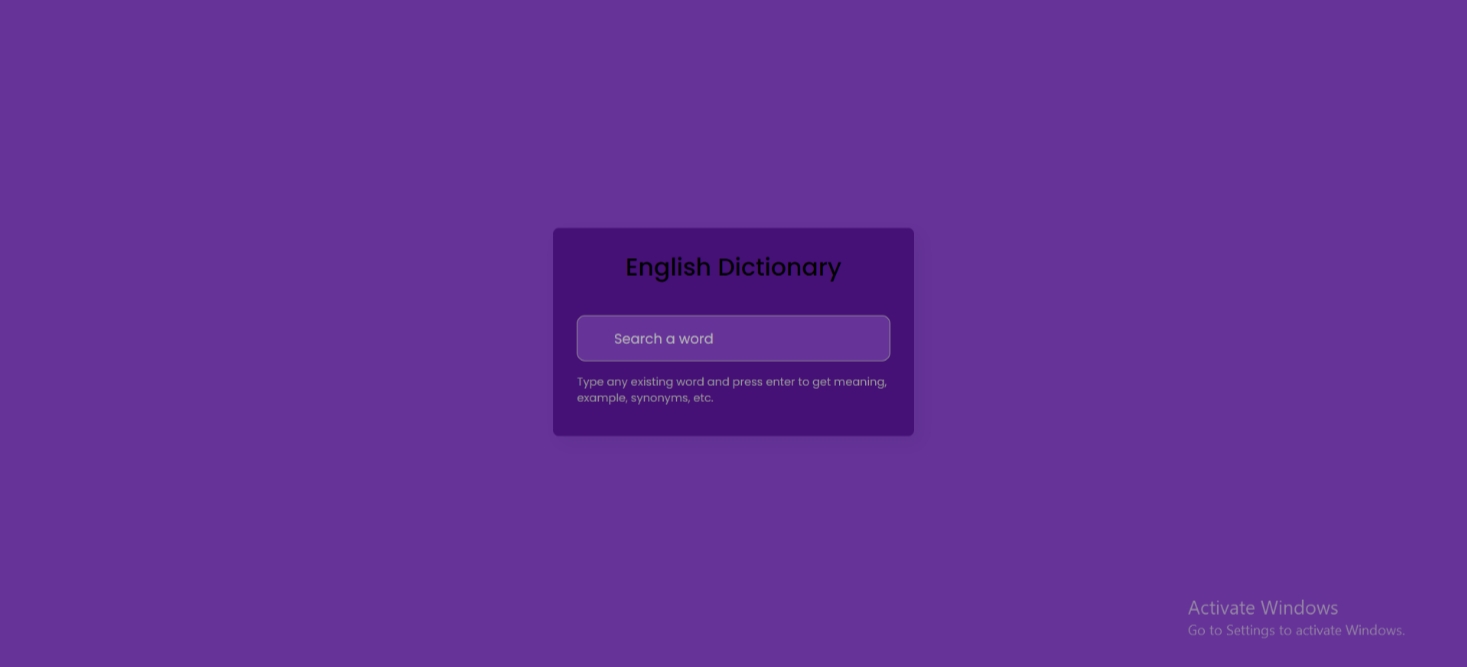 English Dictionary
Search a word
Type any existing word and press enter to get meaning,
example, synonyms, etc.
Activate Windows
Go to Settings to activate Windows.